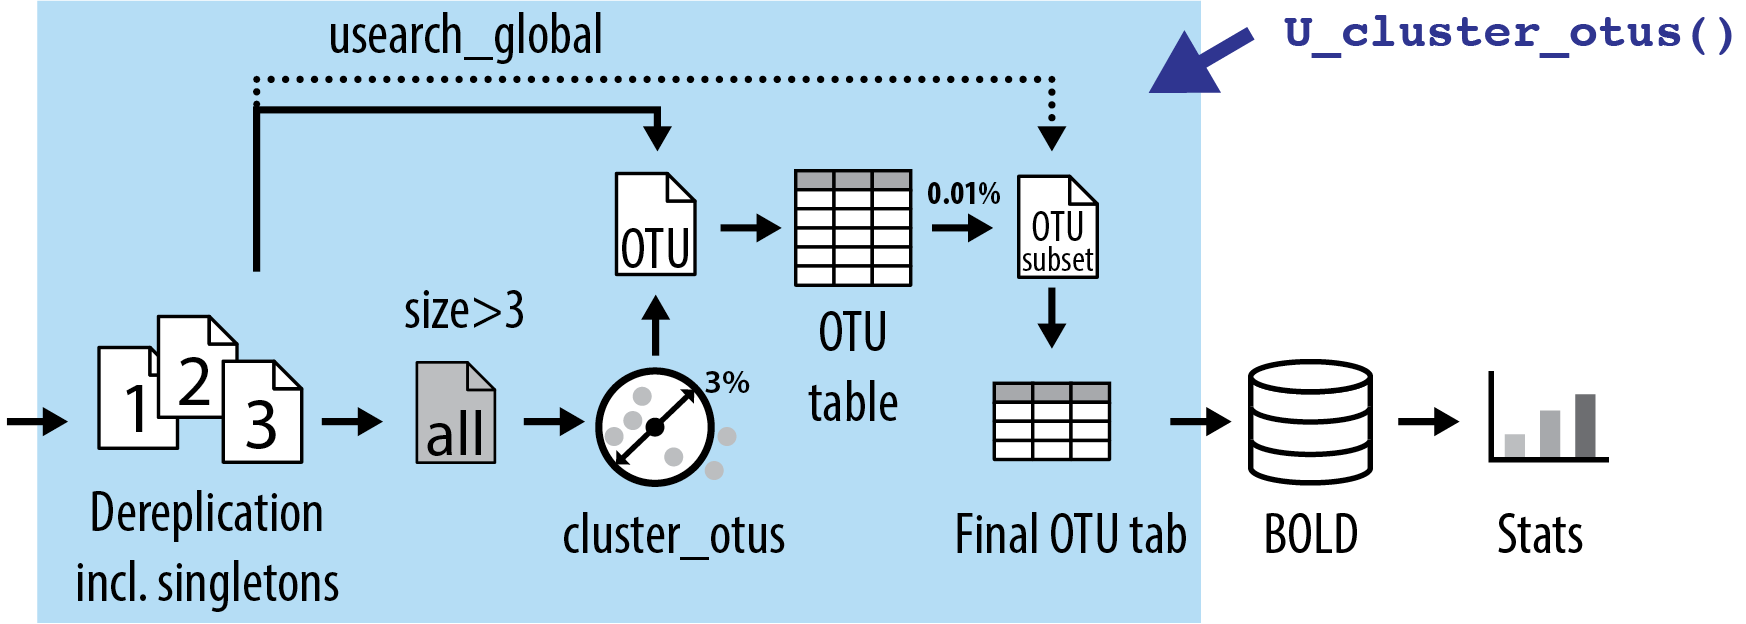 usearch_global
U_cluster_otus()
OTU
0.01%
OTU
subset
OTU
table
size>3
1
2
3
all
3%
Dereplication
incl. singletons
cluster_otus
Final OTU tab
BOLD
Stats